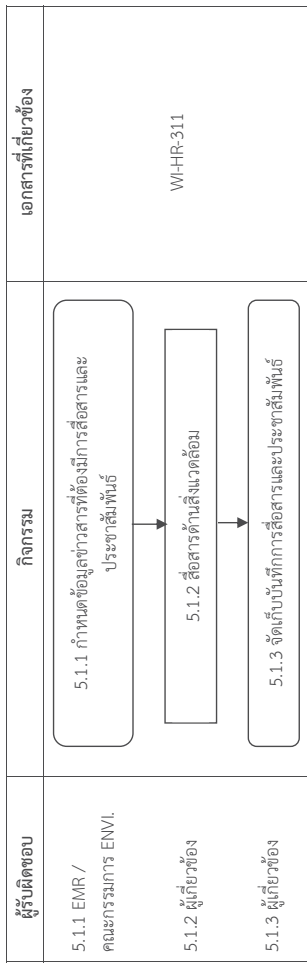 ผู้รับผิดชอบ
กิจกรรม
เอกสารที่เกี่ยวข้อง
5.1.1 EMR /
คณะกรรมการ ENVI.
5.1.1 กำหนดข้อมูลข่าวสารที่ต้องมีการสื่อสารและ
ประชาสัมพันธ์
5.1.2 ผู้เกี่ยวข้อง
5.1.2 สื่อสารด้านสิ่งแวดล้อม
WI-HR-311
5.1.3 ผู้เกี่ยวข้อง
5.1.3 จัดเก็บบันทึกการสื่อสารและประชาสัมพันธ์